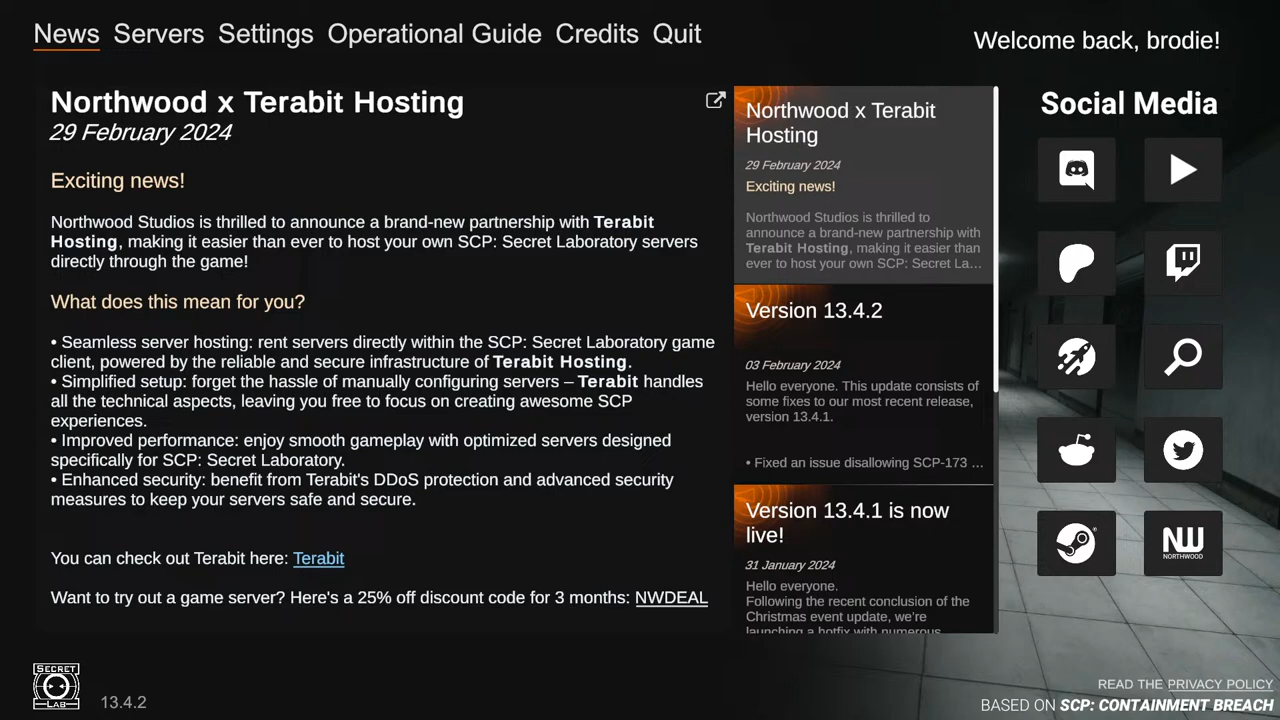 News Servers Settings Operational Guide Credits Quit
Welcome back, brodie!
Northwood x Terabit Hosting
29 February 2024
Exciting news!
Northwood Studios is thrilled to announce a brand-new partnership with Terabit
Hosting, making it easier than ever to host your own SCP: Secret Laboratory servers
directly through the game!
What does this mean for you?
• Seamless server hosting: rent servers directly within the SCP: Secret Laboratory game
client, powered by the reliable and secure infrastructure of Terabit Hosting.
• Simplified setup: forget the hassle of manually configuring servers – Terabit handles
all the technical aspects, leaving you free to focus on creating awesome SCP
experiences.
• Improved performance: enjoy smooth gameplay with optimized servers designed
specifically for SCP: Secret Laboratory.
• Enhanced security: benefit from Terabit's DDoS protection and advanced security
measures to keep your servers safe and secure.
You can check out Terabit here: Terabit
Want to try out a game server? Here's a 25% off discount code for 3 months: NWDEAL
Northwood x Terabit
Hosting
29 February 2024
Exciting news!
Northwood Studios is thrilled to
announce a brand-new partnership with
Terabit Hosting, making it easier than
ever to host your own SCP: Secret La...
Version 13.4.2
03 February 2024
Hello everyone. This update consists of
some fixes to our most recent release,
version 13.4.1.
• Fixed an issue disallowing SCP-173 ...
Version 13.4.1 is now
live!
31 January 2024
Hello everyone.
Following the recent conclusion of the
Christmas event update, we're
launching a hotfix with numerous
Social Media
NW
NORTHWOOD
SECRET
LAB
13.4.2
READ THE PRIVACY POLICY
BASED ON SCP: CONTAINMENT BREACH